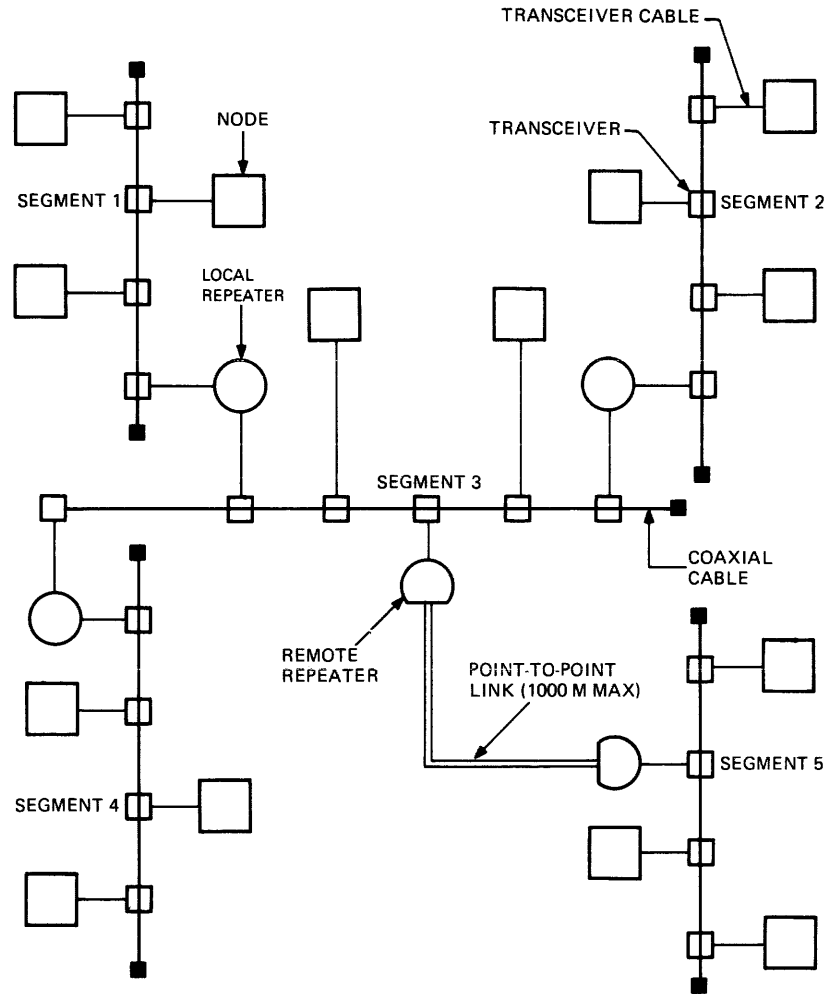 TRANSCEIVER CABLE
NODE
TRANSCEIVER
SEGMENT 1
SEGMENT 2
LOCAL
REPEATER
SEGMENT 3
COAXIAL
CABLE
REMOTE
REPEATER
POINT-TO-POINT
LINK (1000 M MAX)
SEGMENT 5
SEGMENT 4